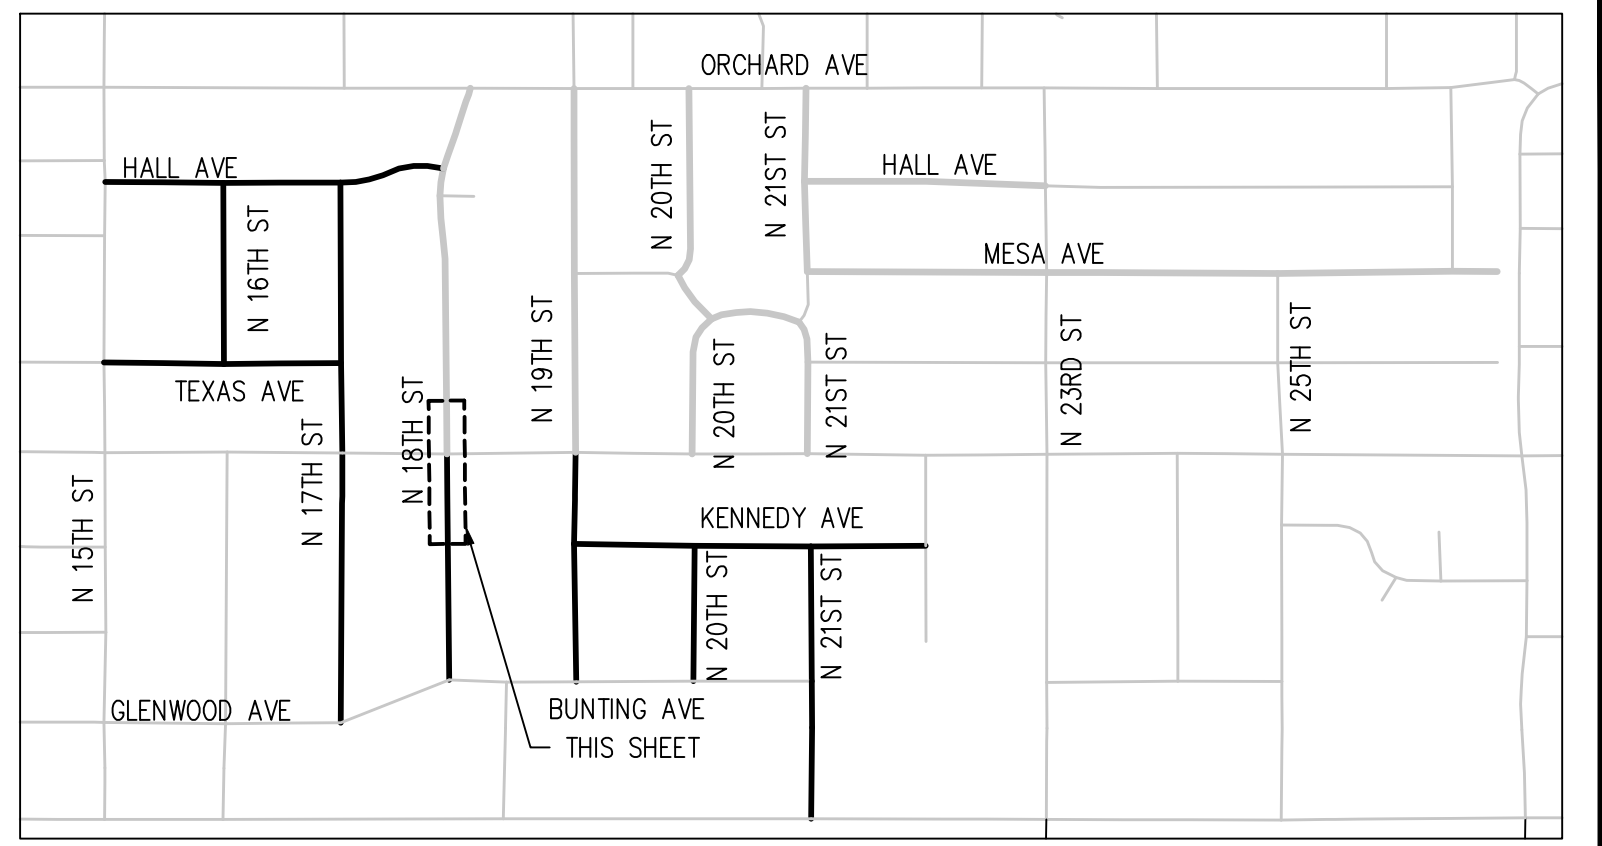 ORCHARD AVE
HALL AVE
HALL AVE
N 20TH ST
N 21ST ST
N 16TH ST
MESA AVE
N 19TH ST
N 23RD ST
N 25TH ST
TEXAS AVE
N 18TH ST
N 20TH ST
N 21ST ST
N 17TH ST
N 15TH ST
KENNEDY AVE
N 20TH ST
N 21ST ST
GLENWOOD AVE
BUNTING AVE
THIS SHEET